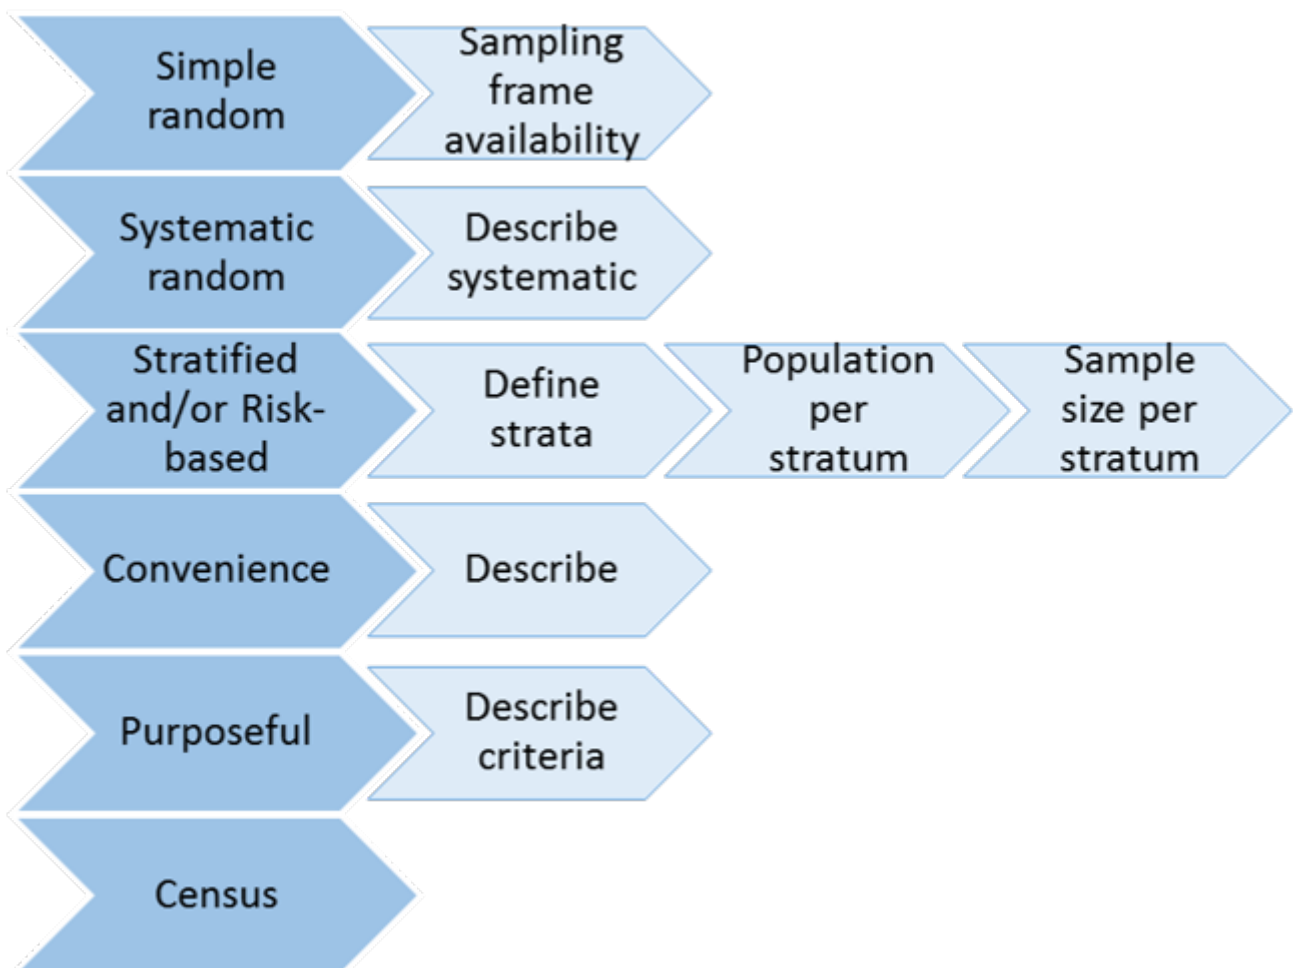 Simple
random
Sampling
frame
availability
Systematic
random
Describe
systematic
Stratified
and/or Risk-
based
Define
strata
Population
per
stratum
Sample
size per
stratum
Convenience
Describe
Purposeful
Describe
criteria
Census